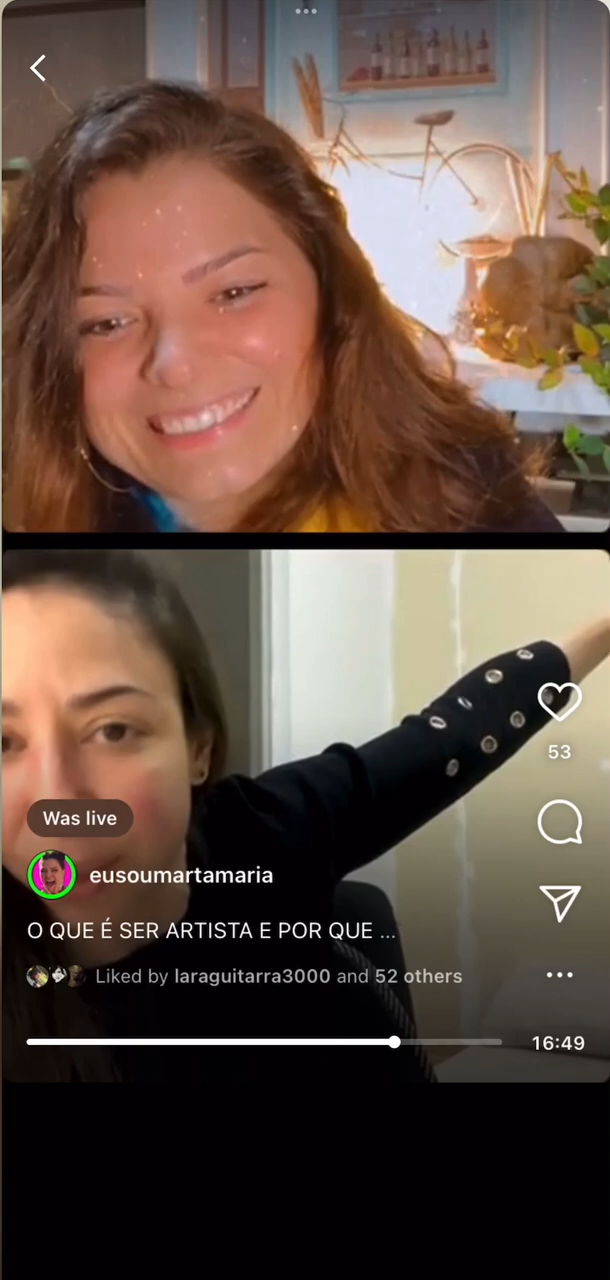 Was live
eusoumartamaria
O QUE É SER ARTISTA E POR QUE ...
Liked by laraguitarra3000 and 52 others
53
16:49